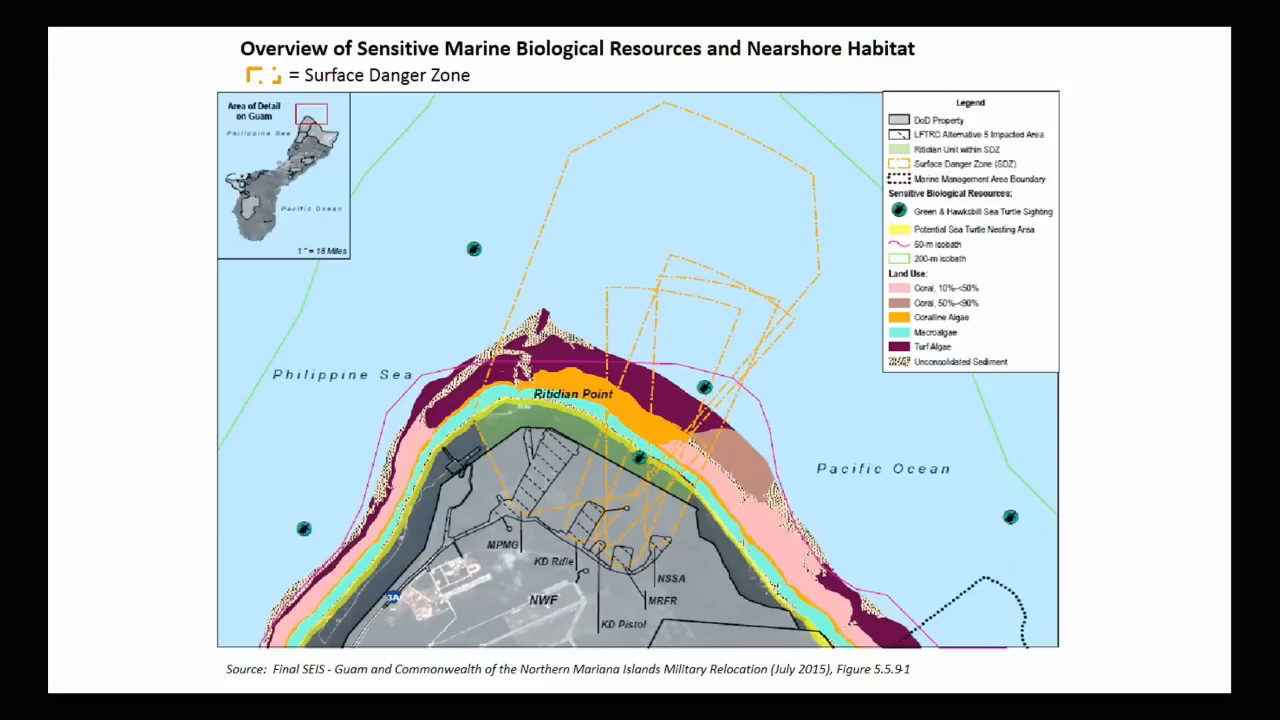 Overview of Sensitive Marine Biological Resources and Nearshore Habitat
= Surface Danger Zone
Area of Detail
on Guam
Philippine Sea
Pacific Ocean
1 " = 18 Miles
Legend
DoD Property
LFTRC Alternative 5 Impacted Area
Ritidian Unit within SDZ
Surface Danger Zone (SDZ)
Marine Management Area Boundary
Sensitive Biological Resources:
Green & Hawksbill Sea Turtle Sighting
Potential Sea Turtle Nesting Area
50-m isobath
200-m isobath
Land Use:
Coral, 10%-<50%
Coral, 50%-<90%
Coralline Algae
Macroalgae
Turf Algae
Unconsolidated Sediment
Philippine Sea
Ritidian Point
Pacific Ocean
MPMG
KD Rifle
NSSA
MRFR
3A
NWF
KD Pistol
Source: Final SEIS - Guam and Commonwealth of the Northern Mariana Islands Military Relocation (July 2015), Figure 5.5.9-1